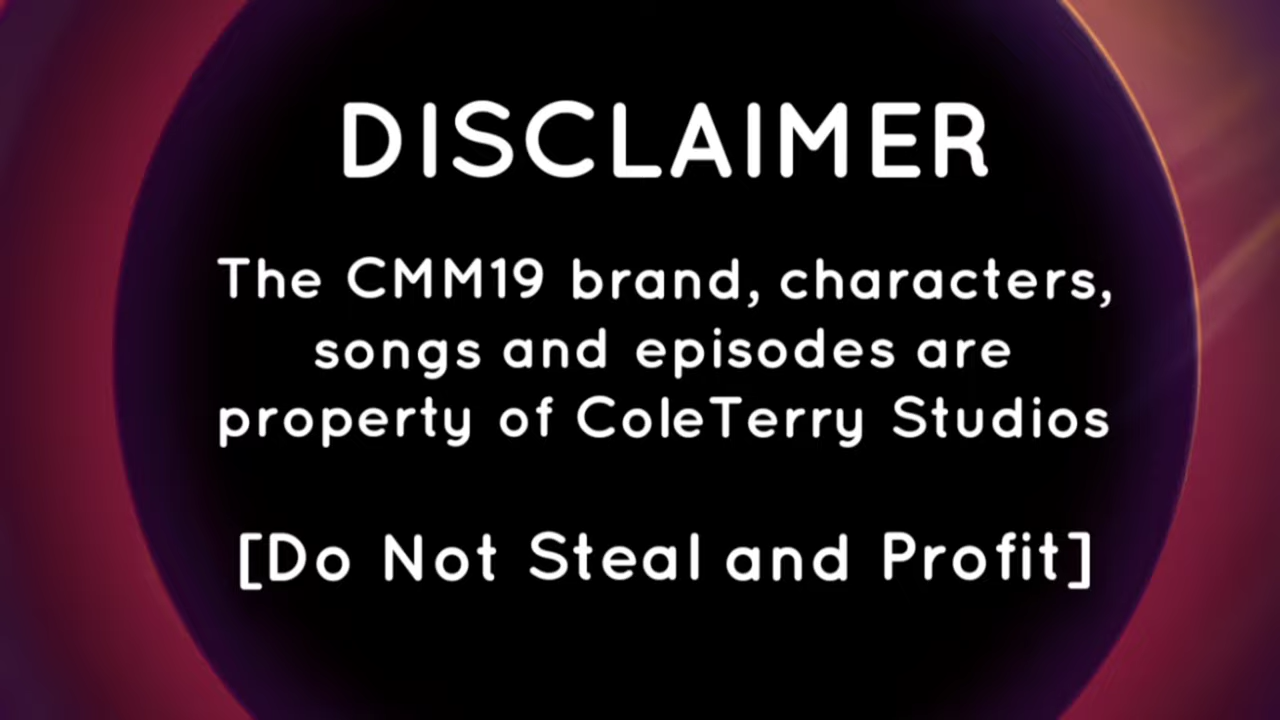 DISCLAIMER
The CMM19 brand, characters,
songs and episodes are
property of ColeTerry Studios
[Do Not Steal and Profit]